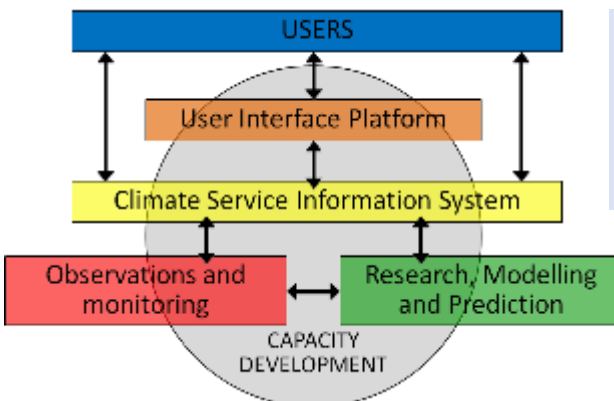 USERS
User Interface Platform
Climate Service Information System
Observations and
monitoring
Research, Modelling
and Prediction
CAPACITY
DEVELOPMENT